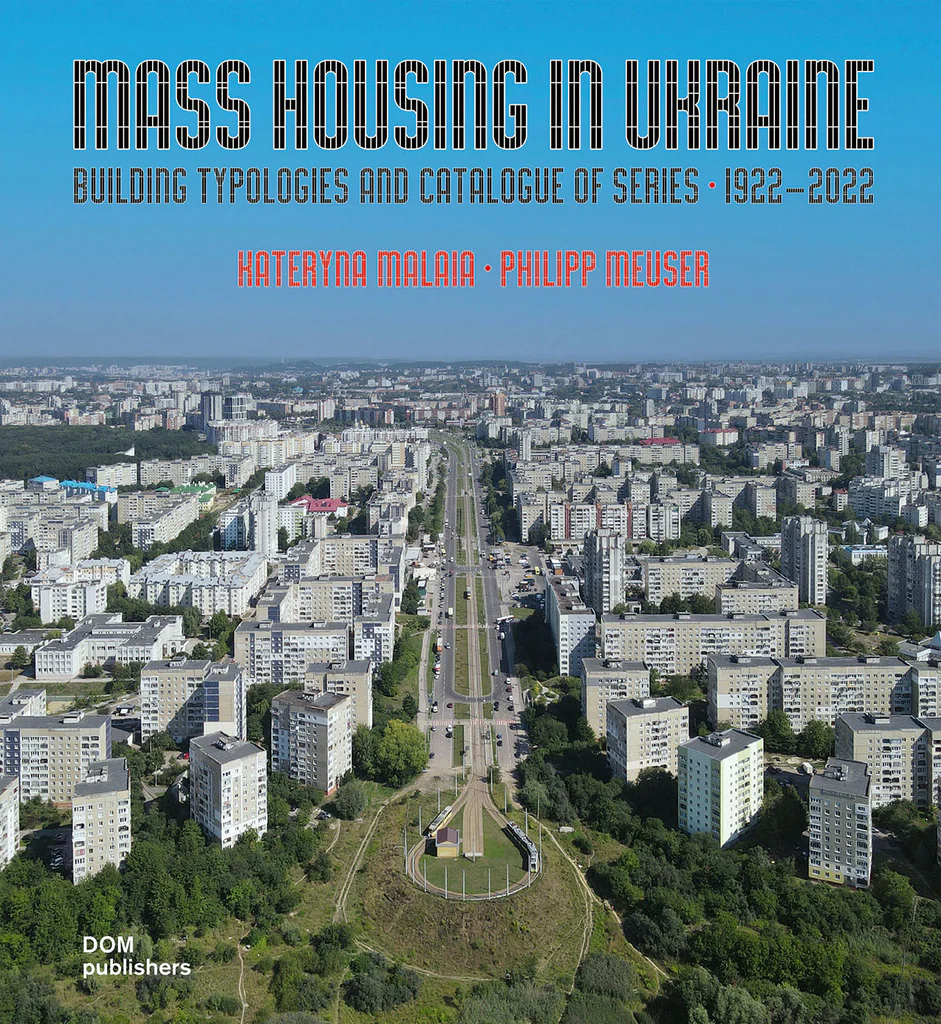 MASS HOUSING IN UKRAINE
BUILDING TYPOLOGIES AND CATALOGUE OF SERIES • 1922–2022
KATERYNA MALAIA • PHILIPP MEUSER
DOM
publishers